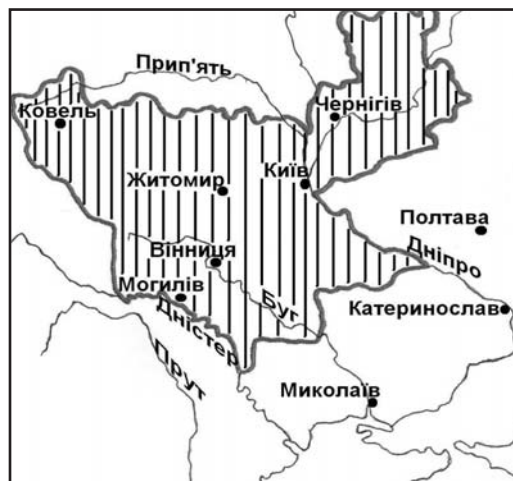 Прип'ять
Ковель
Чернігів
Київ
Житомир
Полтава
Вінниця
Дніпро
Могилів
Буг
Дністер
Катеринослав
Прут
Миколаїв